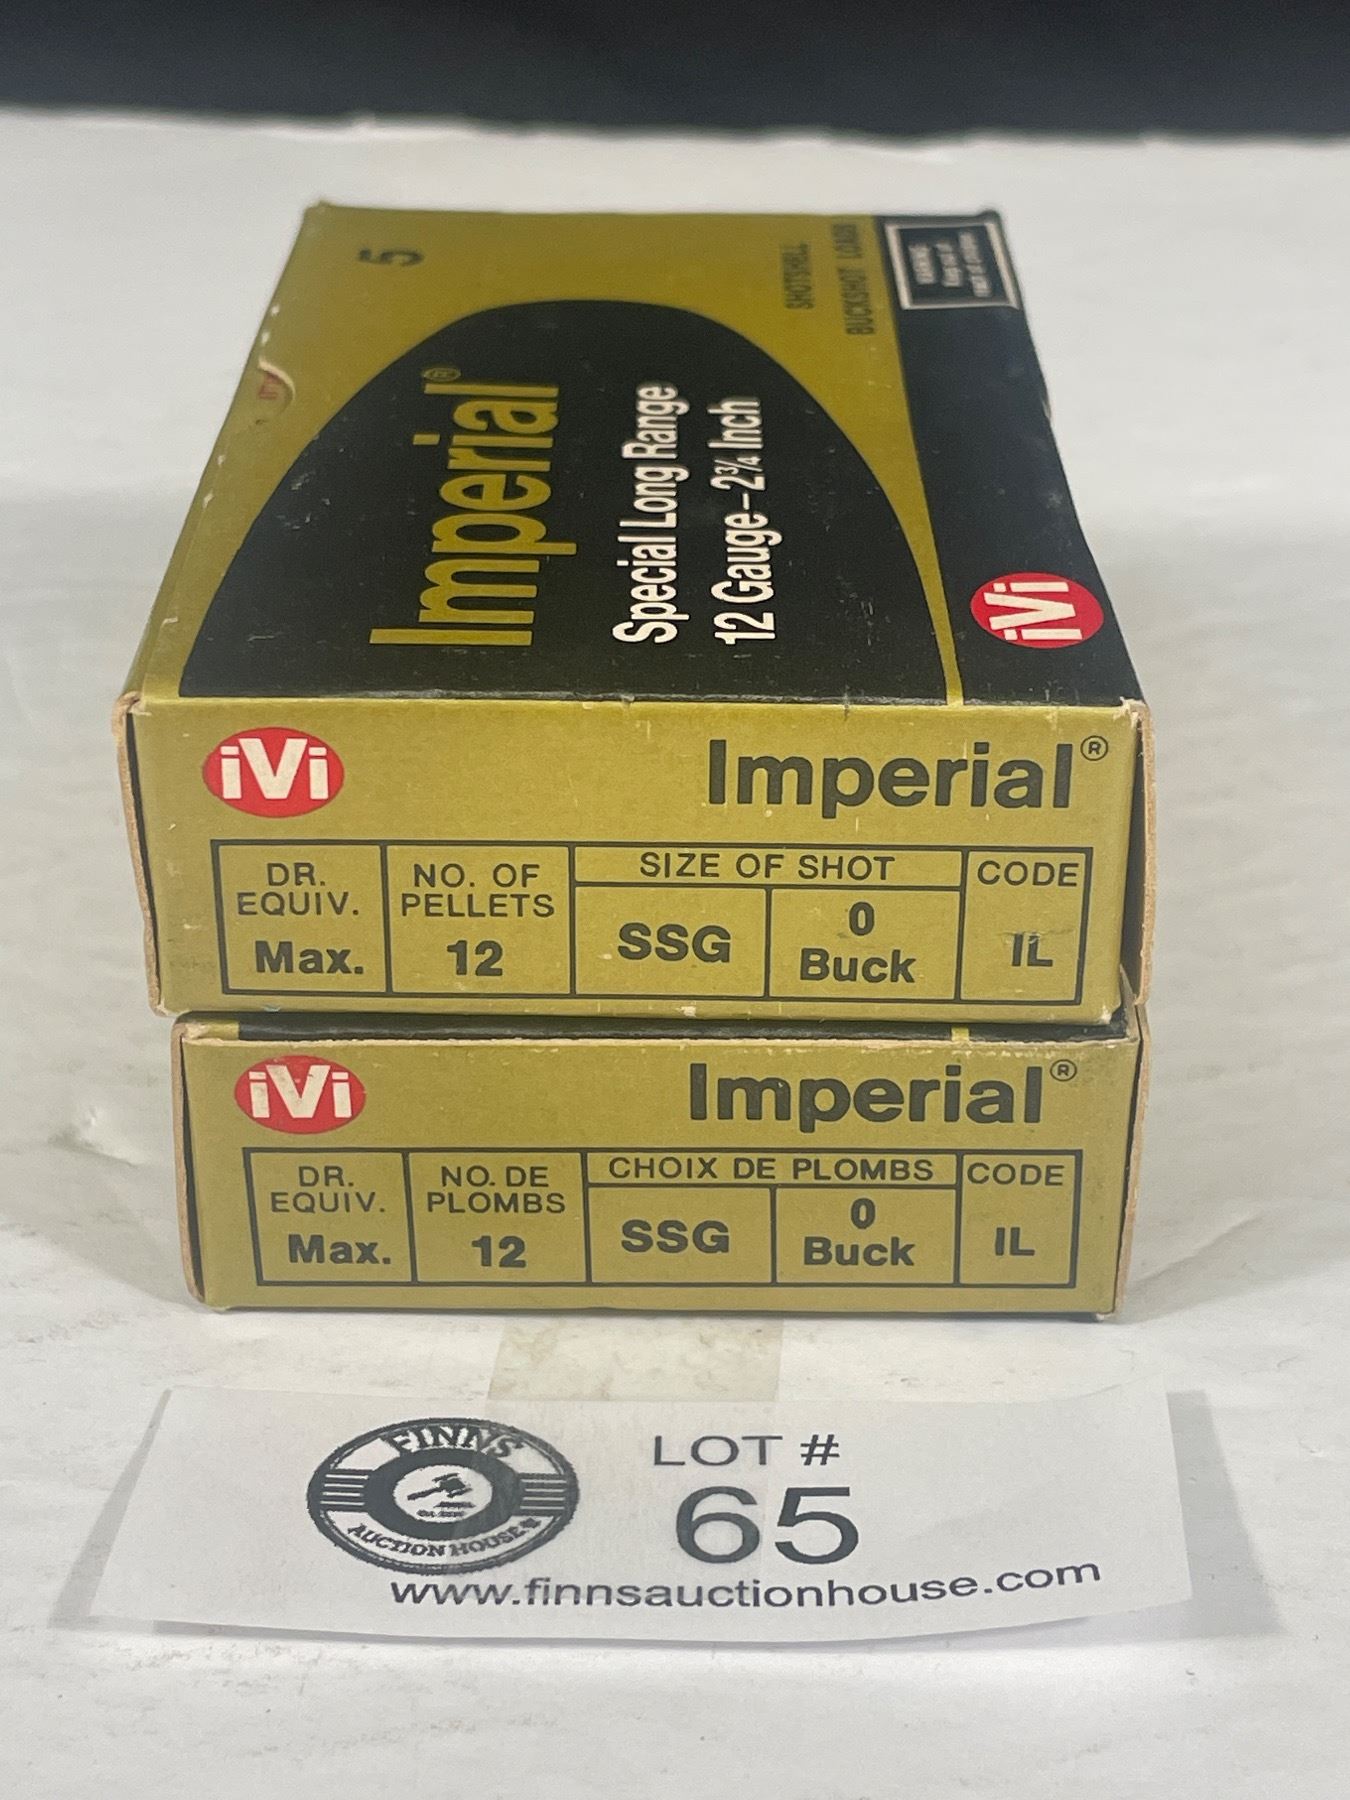 5
SHOTSHELL
BUCKSHOT LOADS
Imperial®
Special Long Range
12 Gauge–2¾ Inch
iVi
iVi
Imperial®
DR. EQUIV. Max.
NO. OF PELLETS 12
SIZE OF SHOT
SSG
0 Buck
CODE IL
iVi
Imperial®
DR. EQUIV. Max.
NO. DE PLOMBS 12
CHOIX DE PLOMBS
SSG
0 Buck
CODE IL
FINNS
AUCTION HOUSE
LOT #
65
www.finnsauctionhouse.com